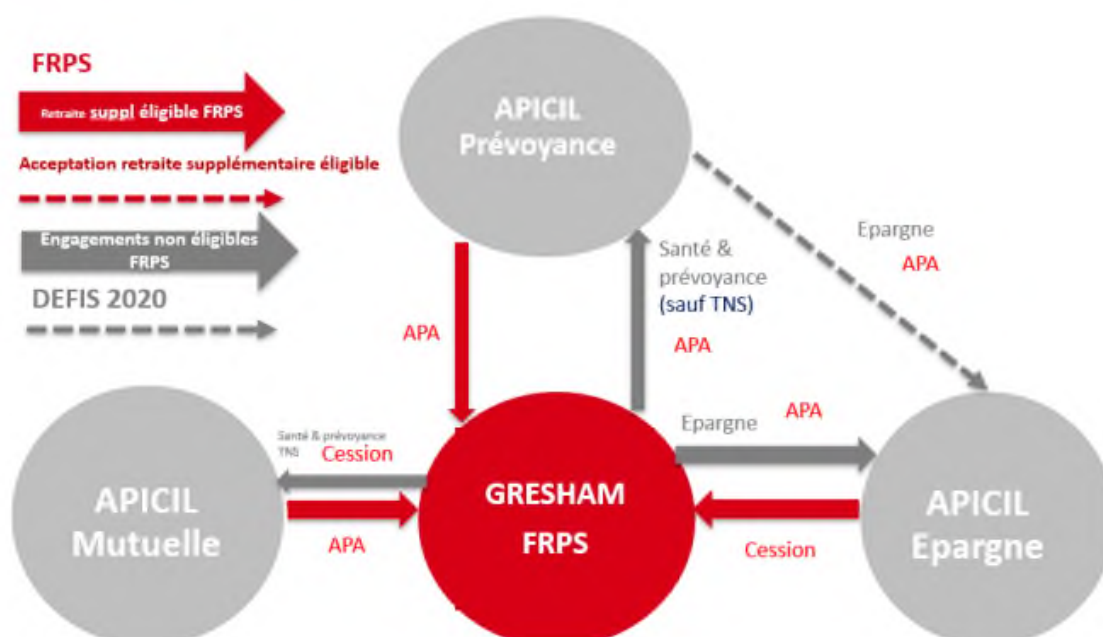 FRPS
Retraite suppl éligible FRPS
Acceptation retraite supplémentaire éligible
Engagements non éligibles
FRPS
DEFIS 2020
APICIL
Prévoyance
Epargne
APA
Santé &
prévoyance
(sauf TNS)
APA
APA
Epargne
APA
Santé & prévoyance
TNS
Cession
APICIL
Mutuelle
APA
GRESHAM
FRPS
Cession
APICIL
Epargne